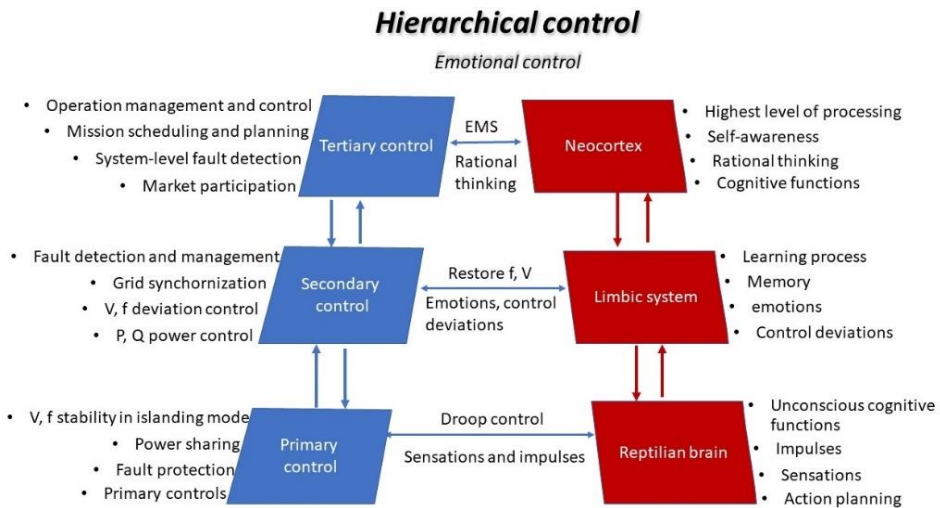 Hierarchical control
Emotional control
• Operation management and control
• Mission scheduling and planning
• System-level fault detection
• Market participation
Tertiary control
EMS
Rational
thinking
Neocortex
• Highest level of processing
• Self-awareness
• Rational thinking
• Cognitive functions
• Fault detection and management
• Grid synchornization
• V, f deviation control
• P, Q power control
Secondary
control
Restore f, V
Emotions, control
deviations
Limbic system
• Learning process
• Memory
• emotions
• Control deviations
• V, f stability in islanding mode
• Power sharing
• Fault protection
• Primary controls
Primary
control
Droop control
Sensations and impulses
Reptilian brain
• Unconscious cognitive
functions
• Impulses
• Sensations
• Action planning